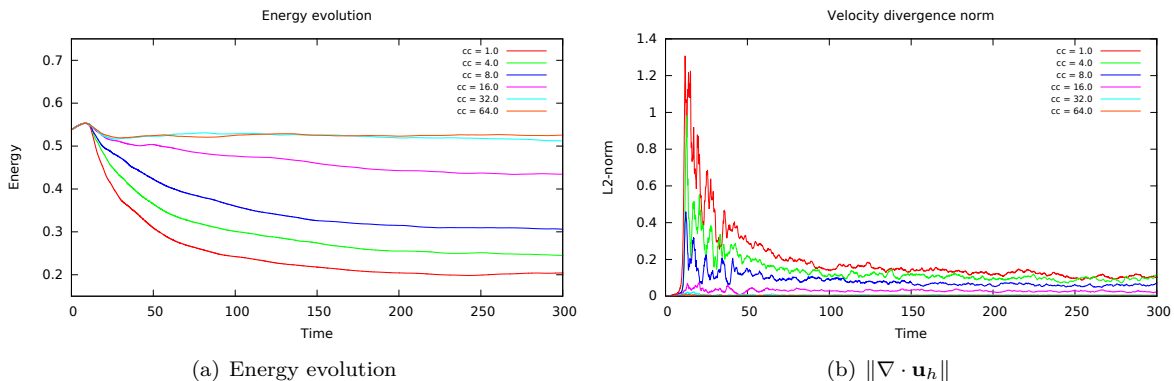 Energy evolution
Energy
0.7
0.6
0.5
0.4
0.3
0.2
0
50
100
150
200
250
300
Time
cc = 1.0
cc = 4.0
cc = 8.0
cc = 16.0
cc = 32.0
cc = 64.0
(a) Energy evolution
Velocity divergence norm
L2-norm
1.4
1.2
1
0.8
0.6
0.4
0.2
0
0
50
100
150
200
250
300
Time
cc = 1.0
cc = 4.0
cc = 8.0
cc = 16.0
cc = 32.0
cc = 64.0
(b) ‖∇ · u_h‖